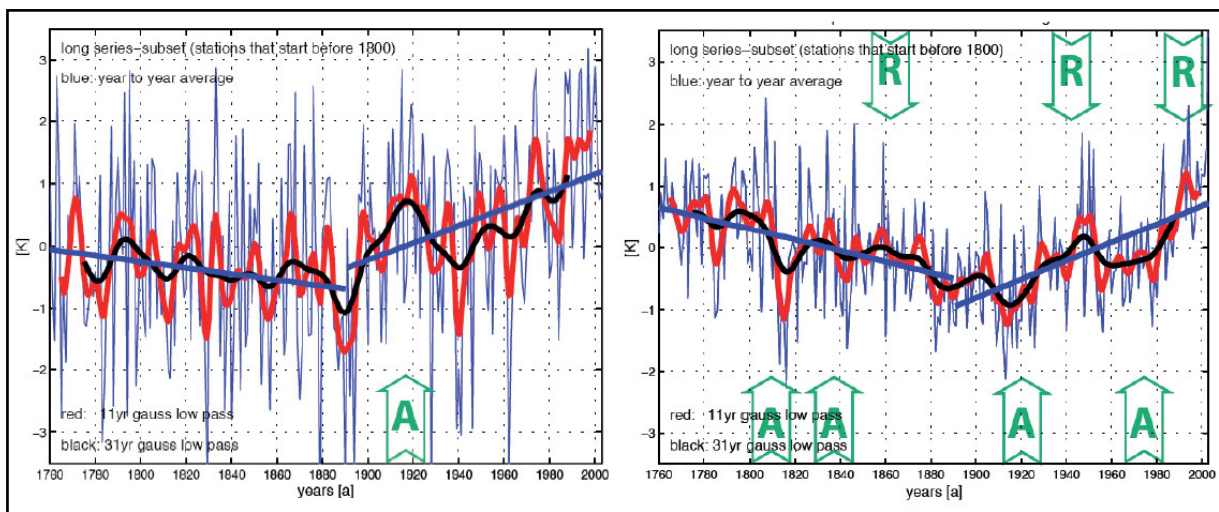 long series–subset (stations that start before 1800)
blue: year to year average
3
2
1
0
−1
−2
−3
[K]
A
red: 11yr gauss low pass
black: 31yr gauss low pass
1760 1780 1800 1820 1840 1860 1880 1900 1920 1940 1960 1980 2000
years [a]
long series–subset (stations that start before 1800)
blue: year to year average
R R R
3
2
1
0
−1
−2
−3
[K]
A A A A
red: 11yr gauss low pass
black: 31yr gauss low pass
1760 1780 1800 1820 1840 1860 1880 1900 1920 1940 1960 1980 2000
years [a]